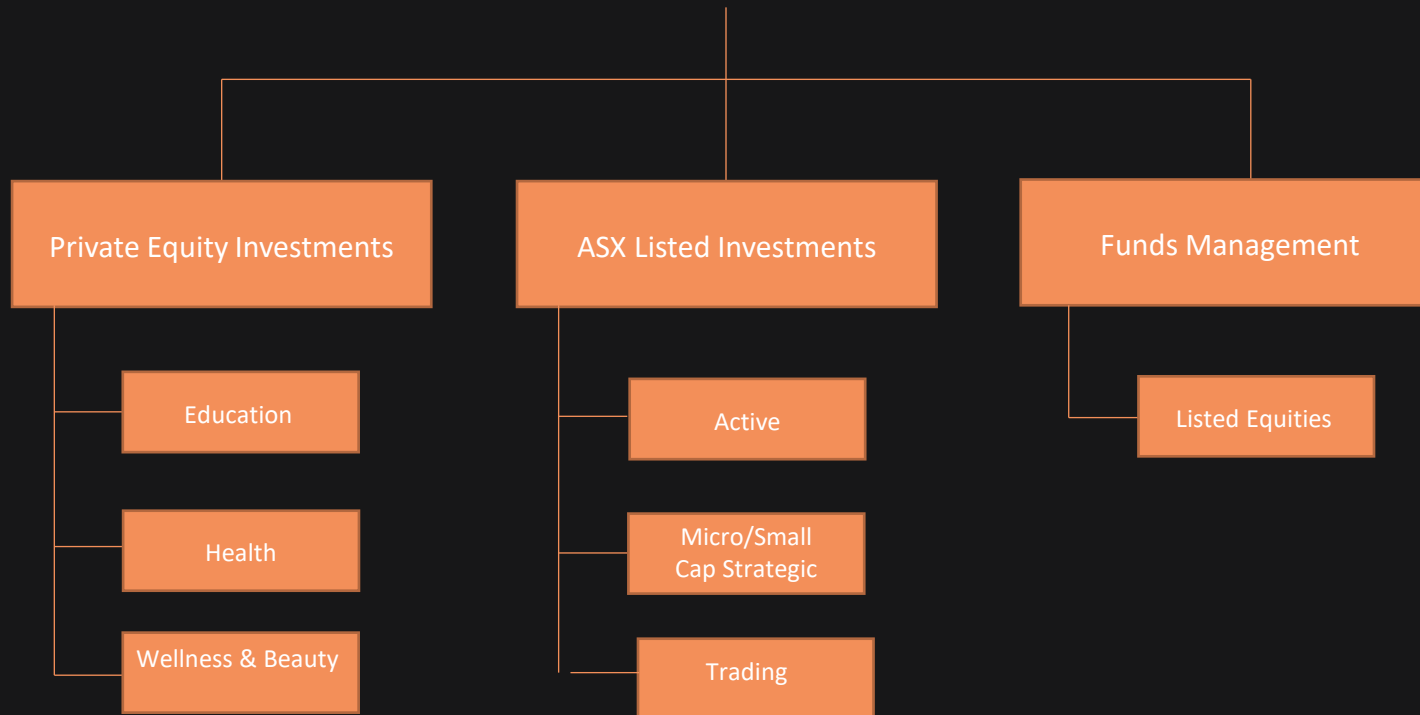 Private Equity Investments
ASX Listed Investments
Funds Management
Education
Active
Listed Equities
Health
Micro/Small
Cap Strategic
Wellness & Beauty
Trading